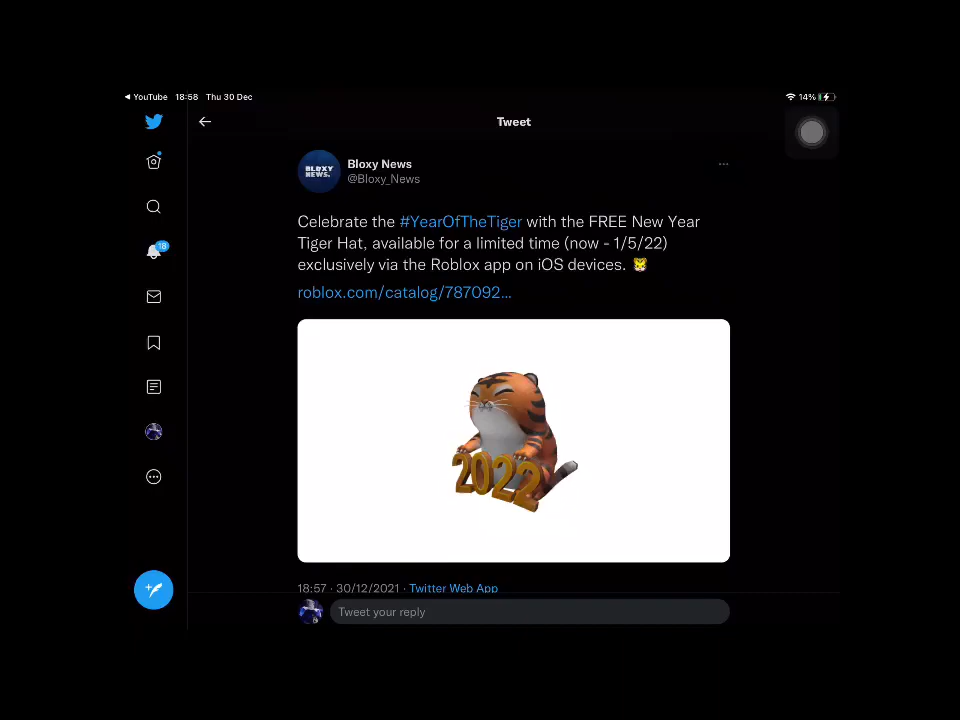 ◀ YouTube 18:58 Thu 30 Dec 14%
Tweet
BLOXY
NEWS.
Bloxy News
@Bloxy_News
18
Celebrate the #YearOfTheTiger with the FREE New Year
Tiger Hat, available for a limited time (now - 1/5/22)
exclusively via the Roblox app on iOS devices. 🐯
roblox.com/catalog/787092...
2022
18:57 · 30/12/2021 · Twitter Web App
Tweet your reply